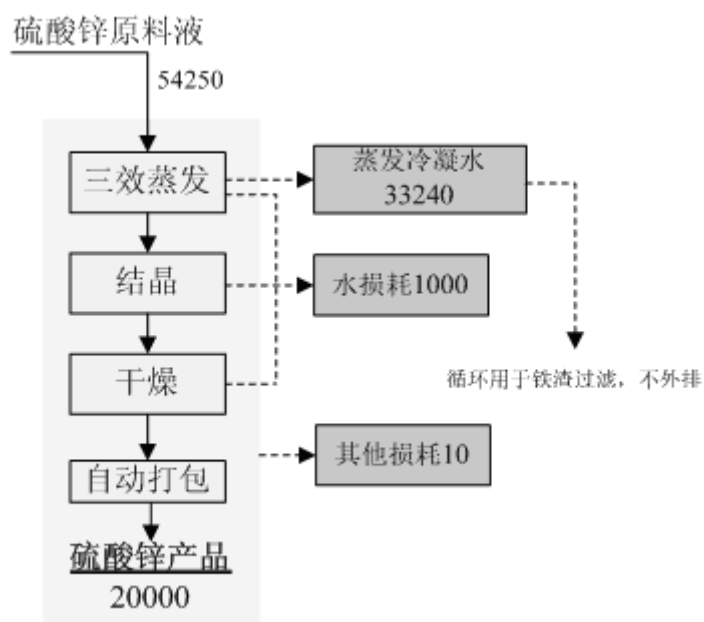 硫酸锌原料液
54250
三效蒸发
蒸发冷凝水
33240
结晶
水损耗1000
干燥
循环用于铁渣过滤，不外排
其他损耗10
自动打包
硫酸锌产品
20000